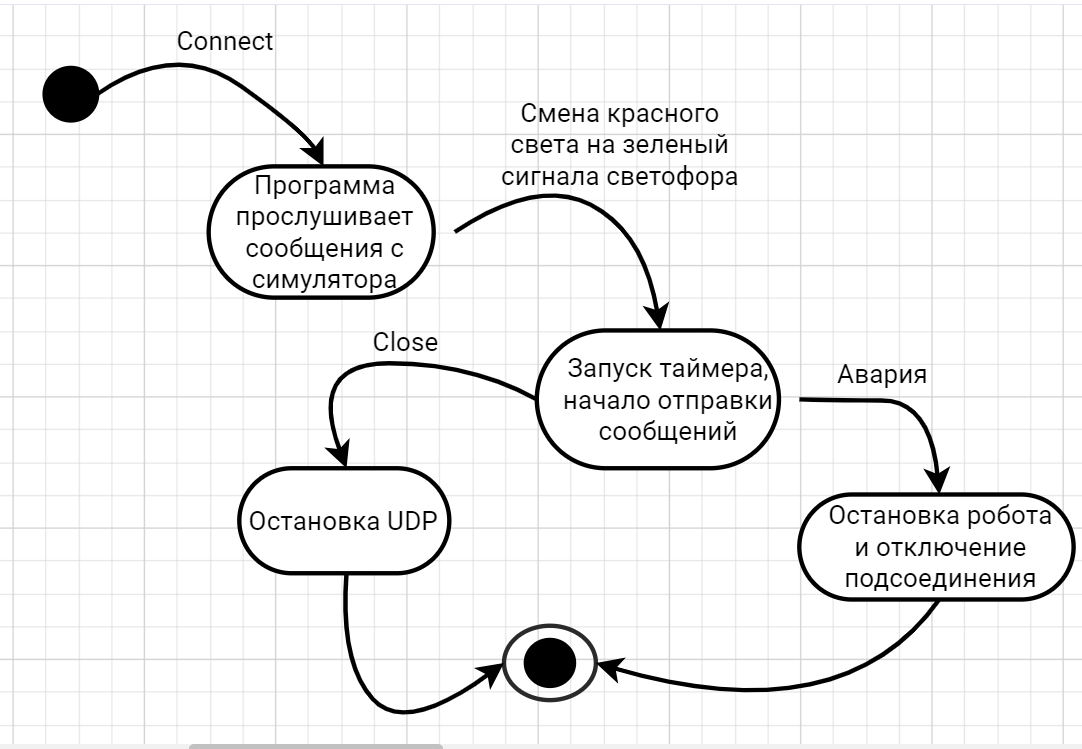 Connect
Смена красного
света на зеленый
сигнала светофора
Программа
прослушивает
сообщения с
симулятора
Close
Запуск таймера,
начало отправки
сообщений
Авария
Остановка UDP
Остановка робота
и отключение
подсоединения